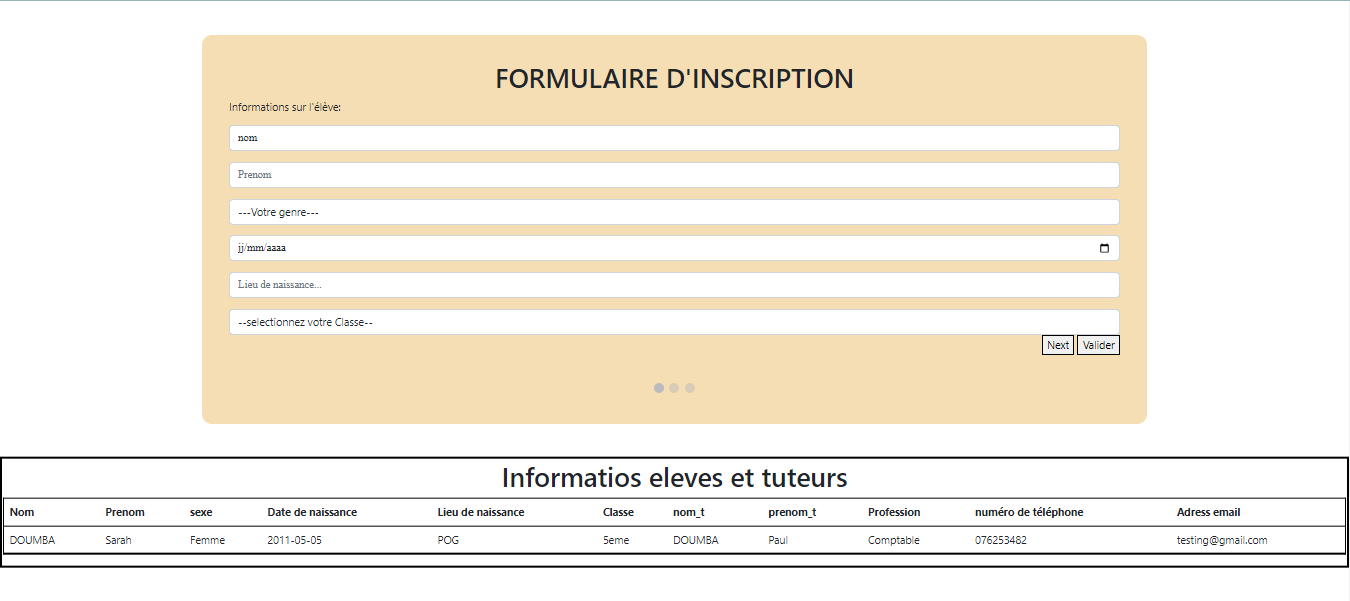 FORMULAIRE D'INSCRIPTION
Informations sur l'élève:
nom
Prenom
---Votre genre---
jj/mm/aaaa
Lieu de naissance...
--selectionnez votre Classe--
Next Valider
Informatios eleves et tuteurs
Nom Prenom sexe Date de naissance Lieu de naissance Classe nom_t prenom_t Profession numéro de téléphone Adress email
DOUMBA Sarah Femme 2011-05-05 POG 5eme DOUMBA Paul Comptable 076253482 testing@gmail.com